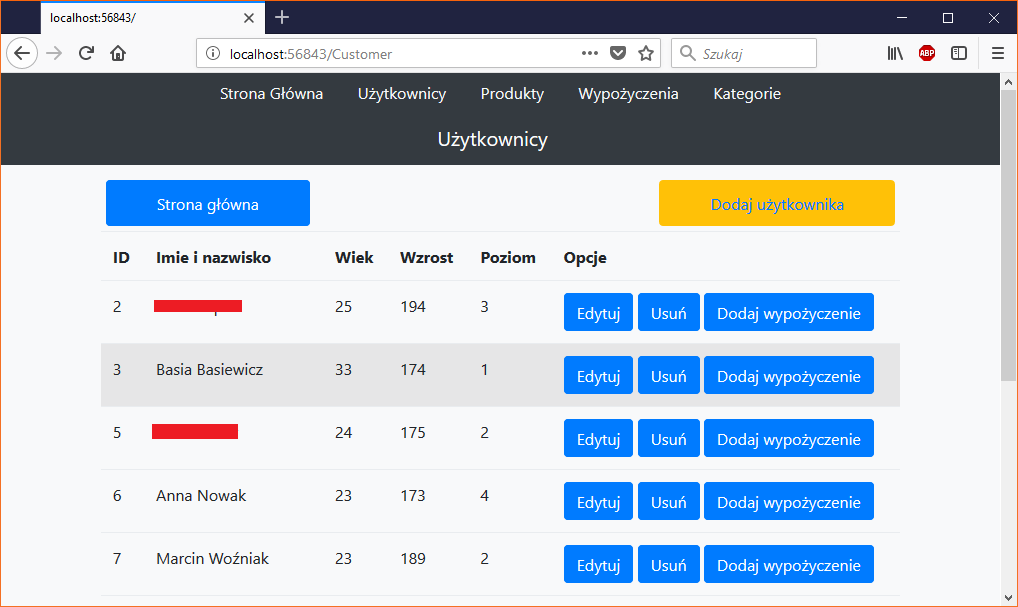 localhost:56843/
localhost:56843/Customer
Szukaj
ABP
Strona Główna Użytkownicy Produkty Wypożyczenia Kategorie
Użytkownicy
Strona główna Dodaj użytkownika
ID Imie i nazwisko Wiek Wzrost Poziom Opcje
2 25 194 3 Edytuj Usuń Dodaj wypożyczenie
3 Basia Basiewicz 33 174 1 Edytuj Usuń Dodaj wypożyczenie
5 24 175 2 Edytuj Usuń Dodaj wypożyczenie
6 Anna Nowak 23 173 4 Edytuj Usuń Dodaj wypożyczenie
7 Marcin Woźniak 23 189 2 Edytuj Usuń Dodaj wypożyczenie